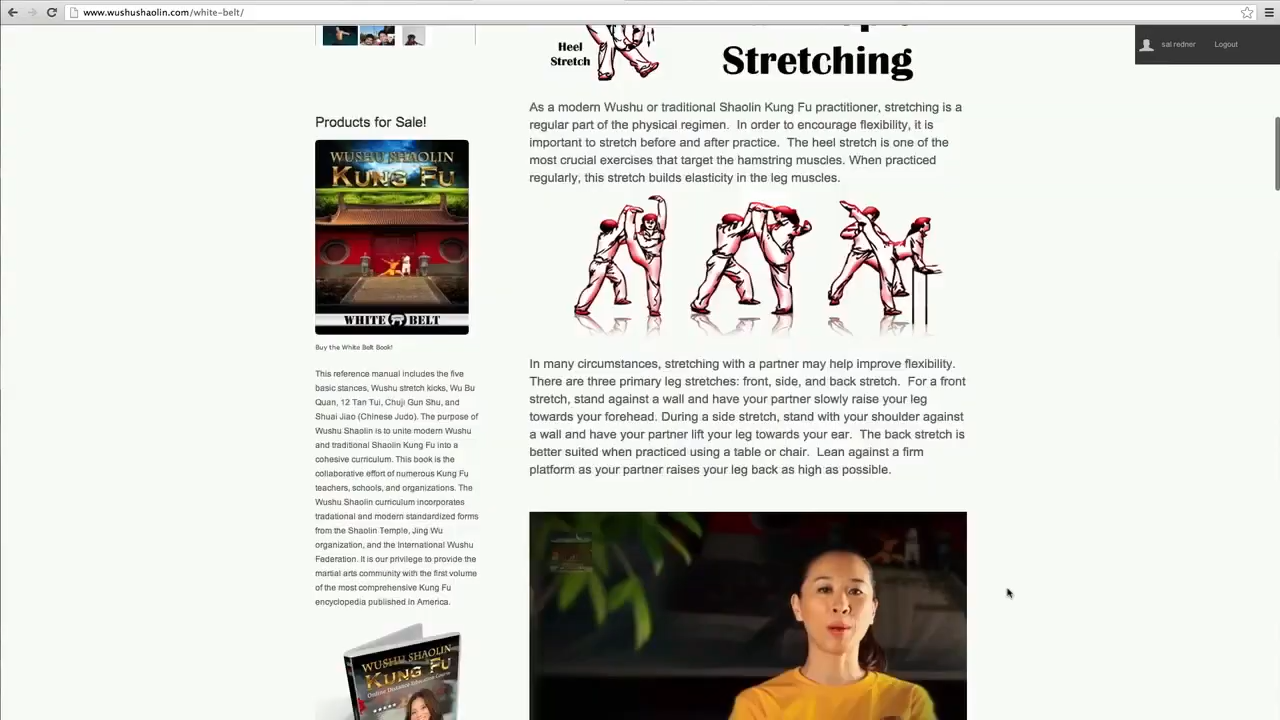 www.wushushaolin.com/white-belt/
sal redner Logout
Heel
Stretch
Stretching
As a modern Wushu or traditional Shaolin Kung Fu practitioner, stretching is a
regular part of the physical regimen. In order to encourage flexibility, it is
important to stretch before and after practice. The heel stretch is one of the
most crucial exercises that target the hamstring muscles. When practiced
regularly, this stretch builds elasticity in the leg muscles.
In many circumstances, stretching with a partner may help improve flexibility.
There are three primary leg stretches: front, side, and back stretch. For a front
stretch, stand against a wall and have your partner slowly raise your leg
towards your forehead. During a side stretch, stand with your shoulder against
a wall and have your partner lift your leg towards your ear. The back stretch is
better suited when practiced using a table or chair. Lean against a firm
platform as your partner raises your leg back as high as possible.
Products for Sale!
WUSHU SHAOLIN
KUNG FU
WHITE BELT
Buy the White Belt Book!
This reference manual includes the five
basic stances, Wushu stretch kicks, Wu Bu
Quan, 12 Tan Tui, Chuji Gun Shu, and
Shuai Jiao (Chinese Judo). The purpose of
Wushu Shaolin is to unite modern Wushu
and traditional Shaolin Kung Fu into a
cohesive curriculum. This book is the
collaborative effort of numerous Kung Fu
teachers, schools, and organizations. The
Wushu Shaolin curriculum incorporates
tradational and modern standardized forms
from the Shaolin Temple, Jing Wu
organization, and the International Wushu
Federation. It is our privilege to provide the
martial arts community with the first volume
of the most comprehensive Kung Fu
encyclopedia published in America.
WUSHU SHAOLIN
KUNG FU
Online Distance Education Course